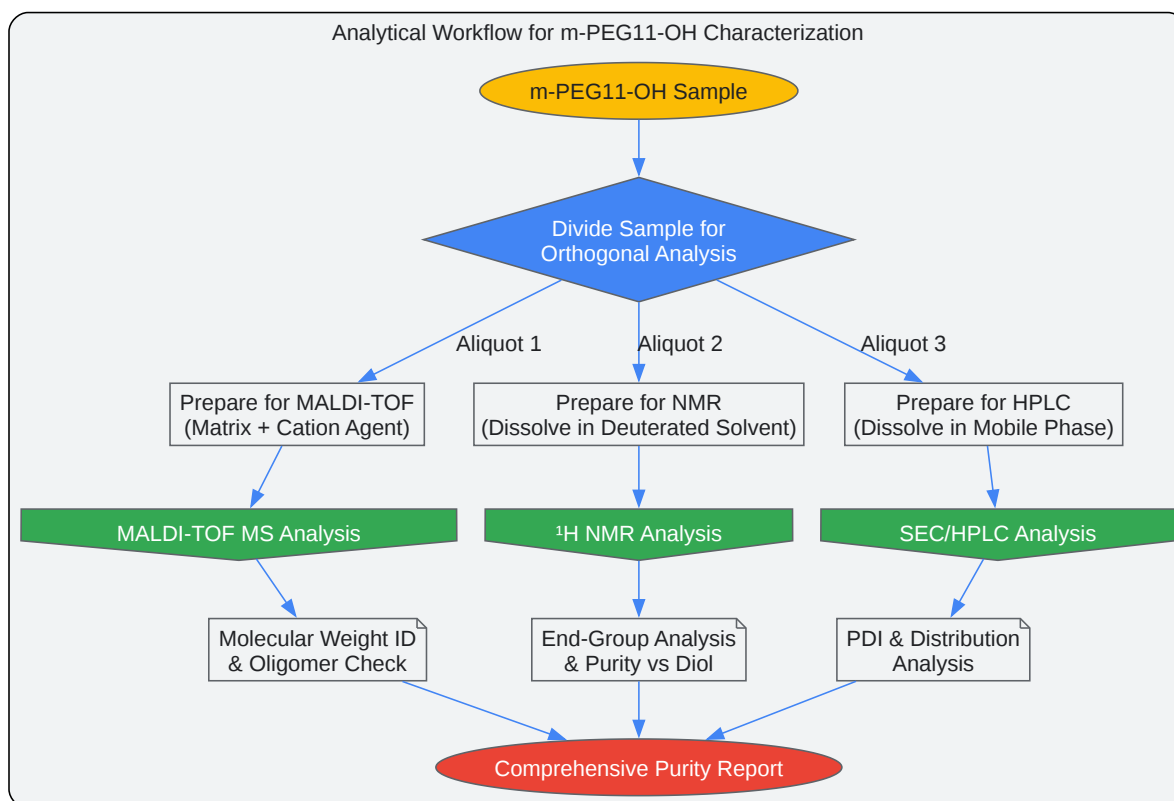 Analytical Workflow for m-PEG11-OH Characterization
m-PEG11-OH Sample
Divide Sample for
Orthogonal Analysis
Aliquot 1
Aliquot 2
Aliquot 3
Prepare for MALDI-TOF
(Matrix + Cation Agent)
Prepare for NMR
(Dissolve in Deuterated Solvent)
Prepare for HPLC
(Dissolve in Mobile Phase)
MALDI-TOF MS Analysis
¹H NMR Analysis
SEC/HPLC Analysis
Molecular Weight ID
& Oligomer Check
End-Group Analysis
& Purity vs Diol
PDI & Distribution
Analysis
Comprehensive Purity Report